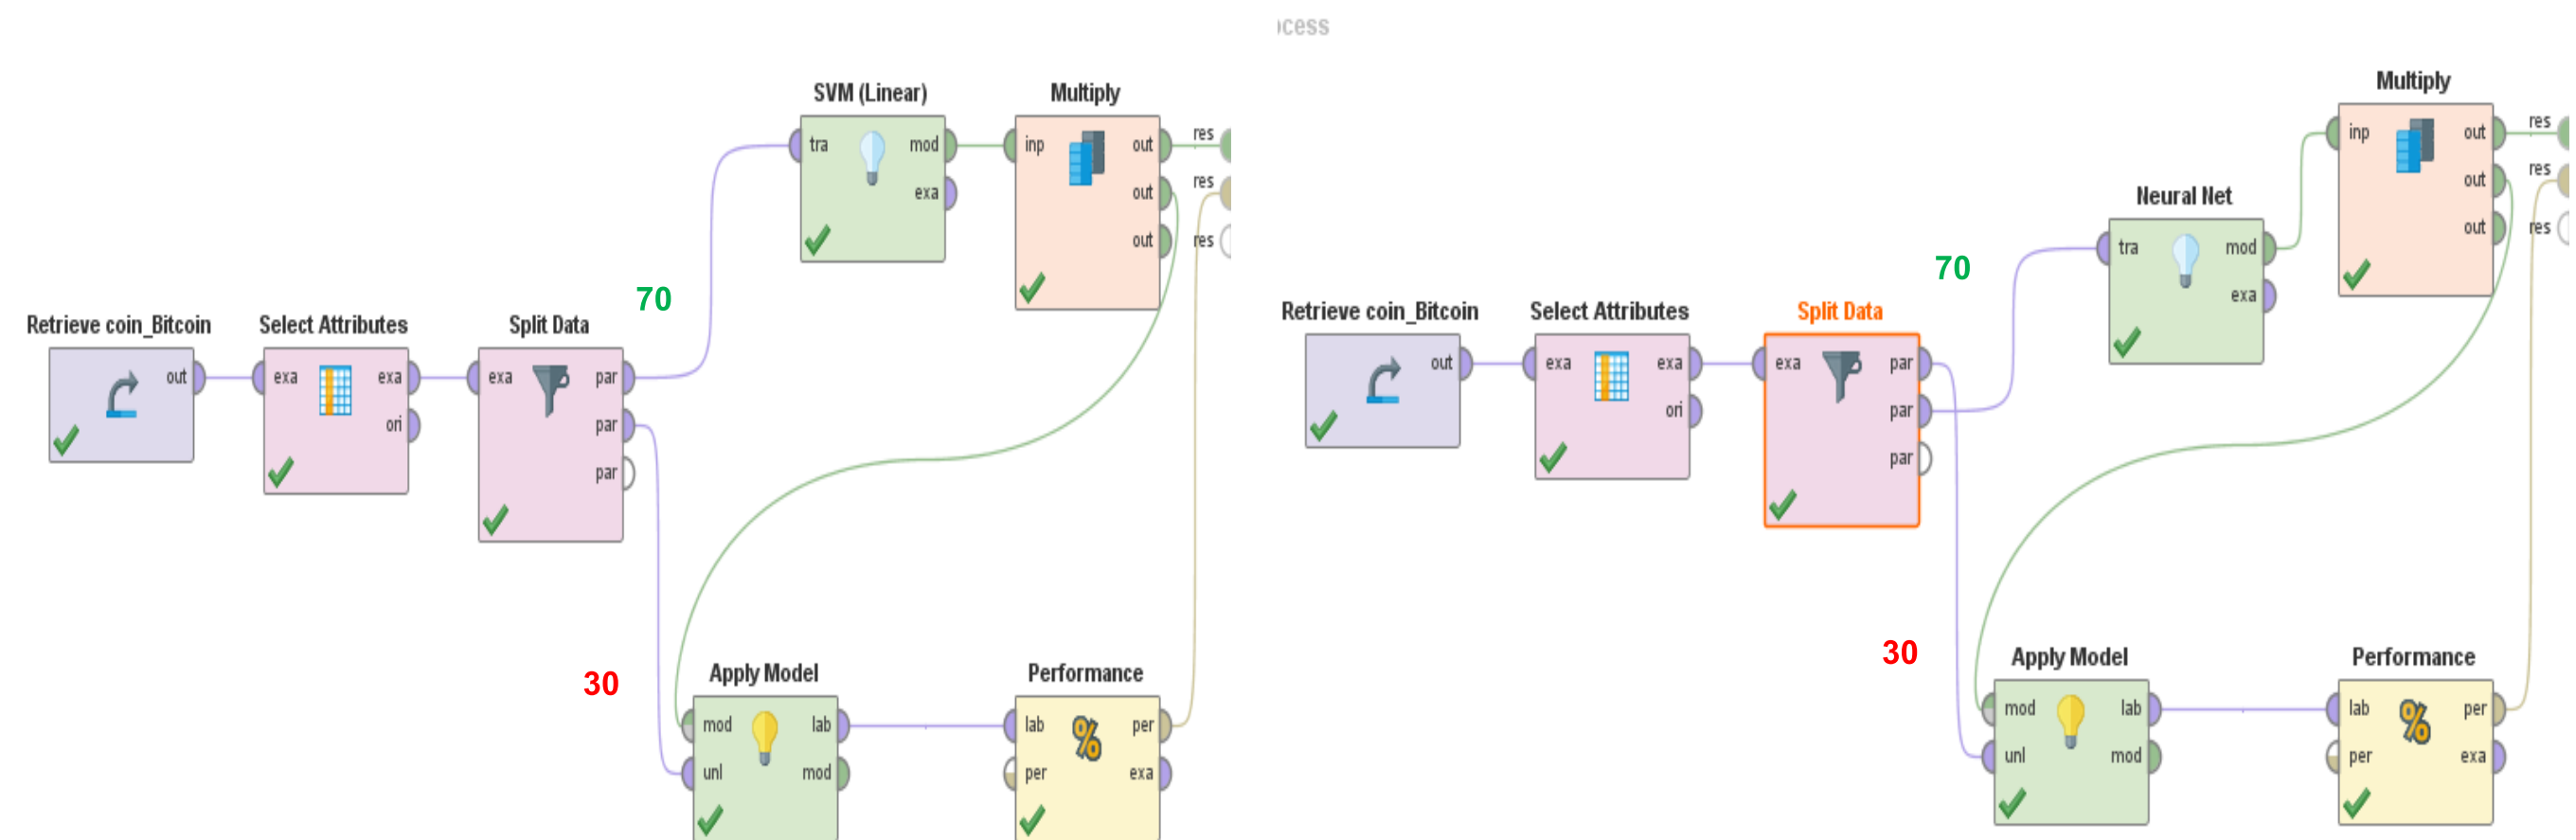 SVM (Linear)
tra
mod
exa
Multiply
inp
out
out
out
res
res
res
70
Retrieve coin_Bitcoin
out
Select Attributes
exa
exa
ori
Split Data
exa
par
par
par
30
Apply Model
mod
lab
unl
mod
Performance
lab
per
per
exa
ocess
Multiply
inp
out
out
out
res
res
res
Neural Net
tra
mod
exa
70
Retrieve coin_Bitcoin
out
Select Attributes
exa
exa
ori
Split Data
exa
par
par
par
30
Apply Model
mod
lab
unl
mod
Performance
lab
per
per
exa